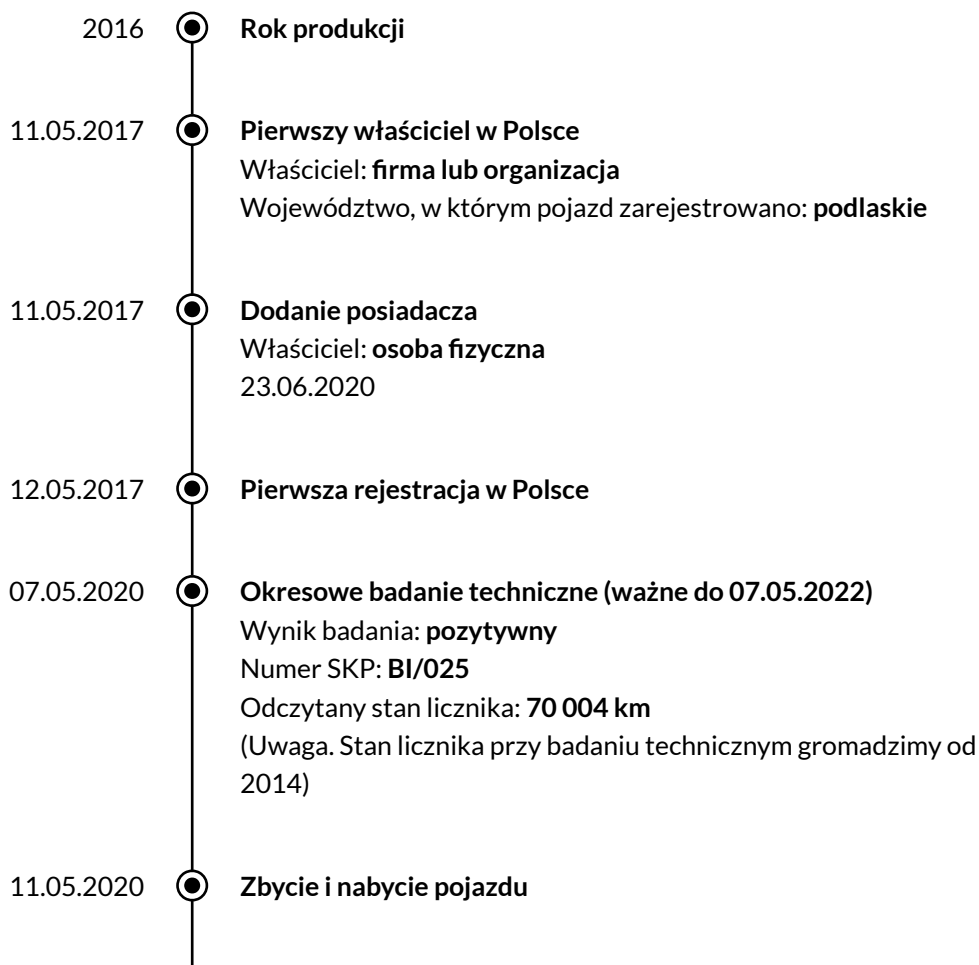 2016 Rok produkcji
11.05.2017 Pierwszy właściciel w Polsce
Właściciel: firma lub organizacja
Województwo, w którym pojazd zarejestrowano: podlaskie
11.05.2017 Dodanie posiadacza
Właściciel: osoba fizyczna
23.06.2020
12.05.2017 Pierwsza rejestracja w Polsce
07.05.2020 Okresowe badanie techniczne (ważne do 07.05.2022)
Wynik badania: pozytywny
Numer SKP: BI/025
Odczytany stan licznika: 70 004 km
(Uwaga. Stan licznika przy badaniu technicznym gromadzimy od
2014)
11.05.2020 Zbycie i nabycie pojazdu